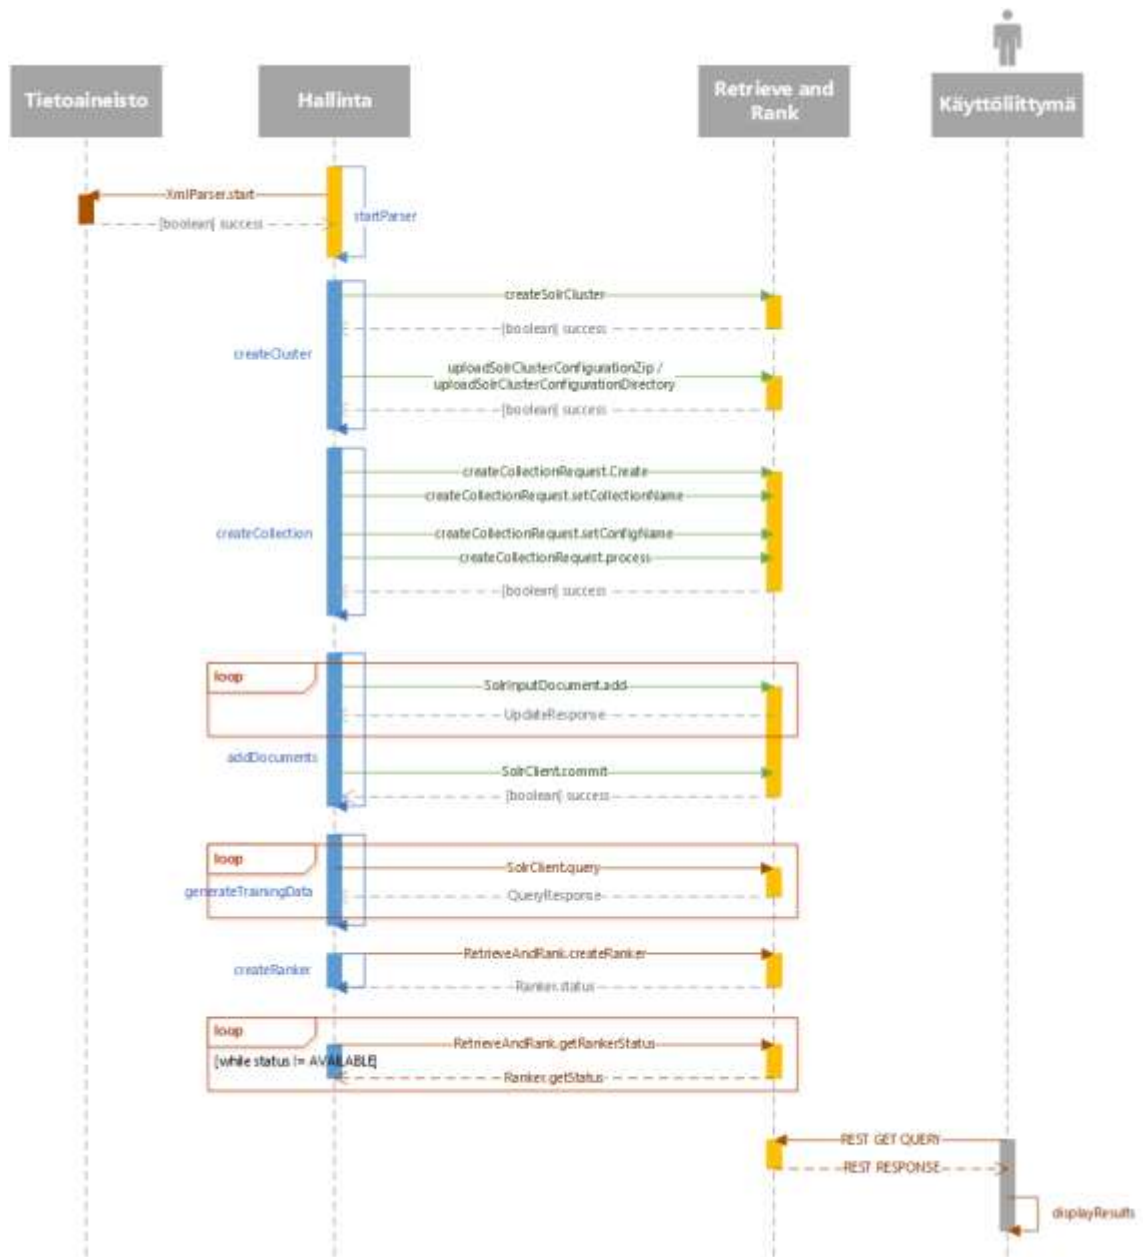 Tietoaineisto
Hallinta
Retrieve and
Rank
Käyttöliittymä
XmlParser.start
[boolean] success
startParser
createSolrCluster
[boolean] success
createCluster
uploadSolrClusterConfigurationZip /
uploadSolrClusterConfigurationDirectory
[boolean] success
createCollectionRequest.Create
createCollectionRequest.setCollectionName
createCollection
createCollectionRequest.setConfigName
createCollectionRequest.process
[boolean] success
loop
SolrInputDocument.add
UpdateResponse
addDocuments
SolrClient.commit
[boolean] success
loop
SolrClient.query
generateTrainingData
QueryResponse
RetrieveAndRank.createRanker
createRanker
Ranker.status
loop
RetrieveAndRank.getRankerStatus
[while status != AVAILABLE]
Ranker.getStatus
REST GET QUERY
REST RESPONSE
displayResults